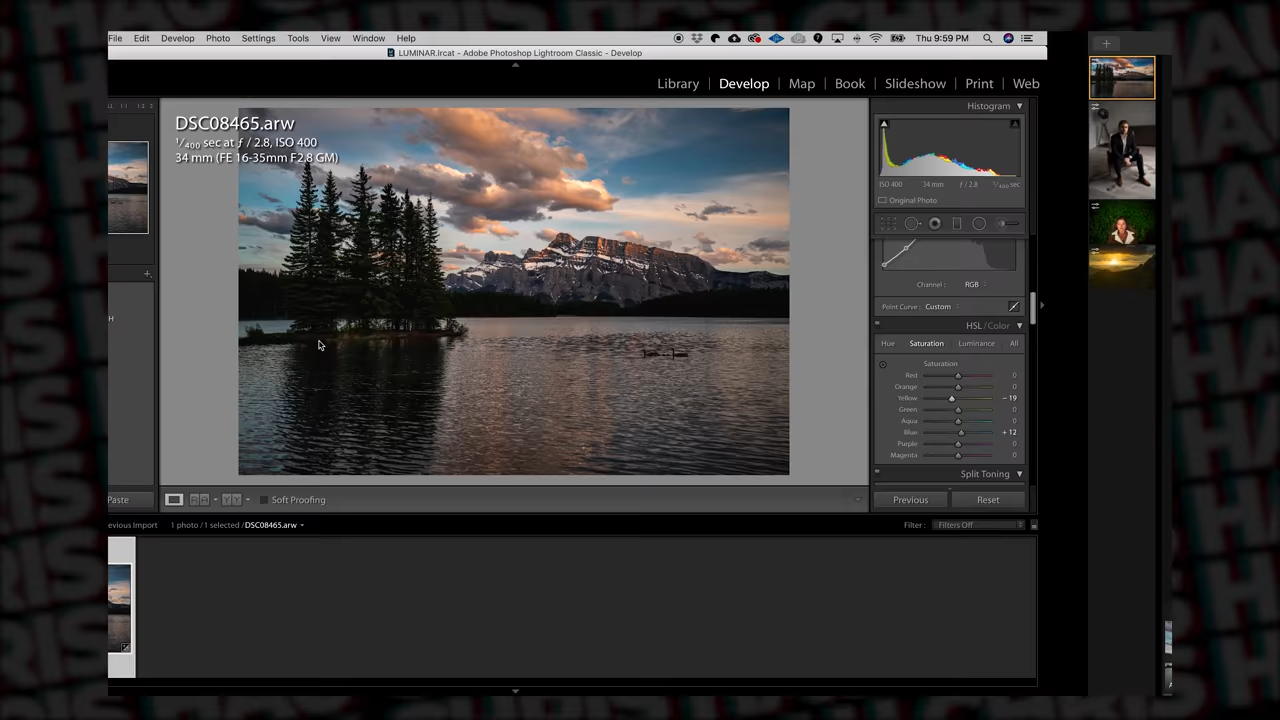 File Edit Develop Photo Settings Tools View Window Help Thu 9:59 PM
LUMINAR.lrcat - Adobe Photoshop Lightroom Classic - Develop
Library | Develop | Map | Book | Slideshow | Print | Web
DSC08465.arw
1/400 sec at ƒ / 2.8, ISO 400
34 mm (FE 16-35mm F2.8 GM)
Histogram
ISO 400 34 mm ƒ / 2.8 1/400 sec
Original Photo
Channel : RGB
Point Curve : Custom
HSL / Color
Hue Saturation Luminance All
Saturation
Red 0
Orange 0
Yellow - 19
Green 0
Aqua 0
Blue + 12
Purple 0
Magenta 0
Split Toning
Previous Reset
Paste Soft Proofing
evious Import 1 photo / 1 selected / DSC08465.arw
Filter : Filters Off